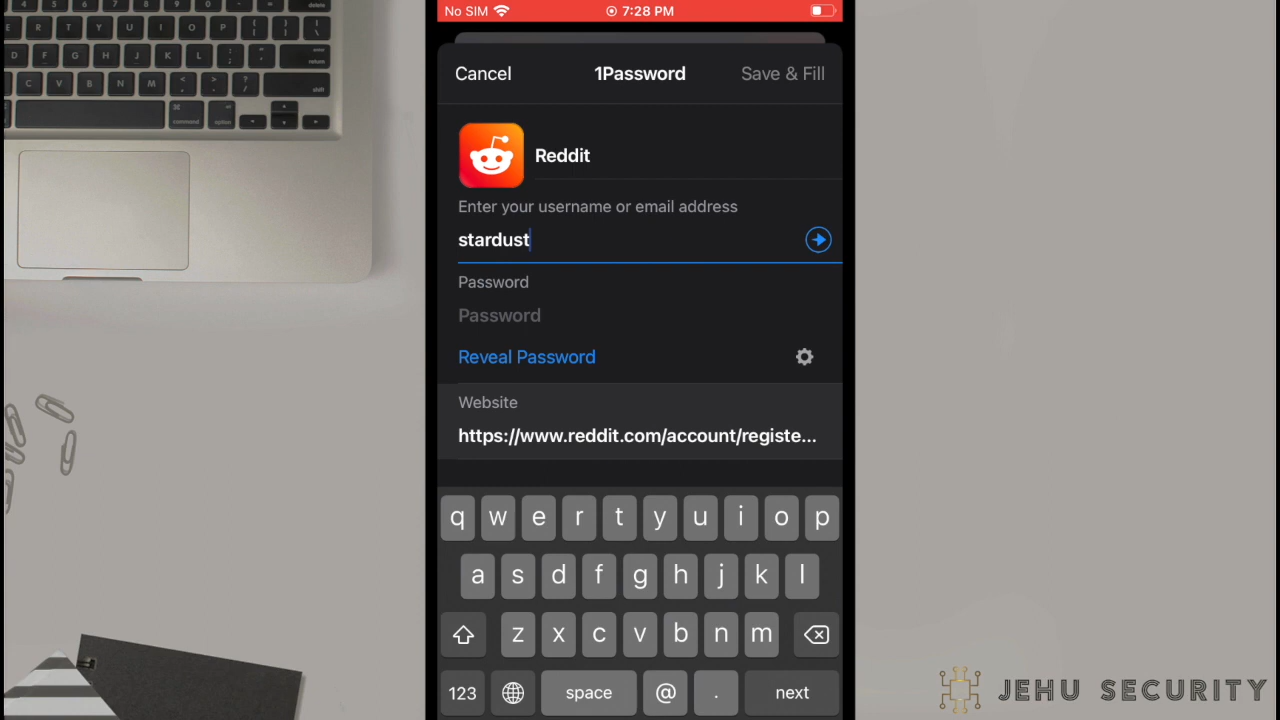 No SIM 7:28 PM
Cancel 1Password Save & Fill
Reddit
Enter your username or email address
stardust
Password
Password
Reveal Password
Website
https://www.reddit.com/account/registe...
q w e r t y u i o p
a s d f g h j k l
z x c v b n m
123 space @ . next
JEHU SECURITY